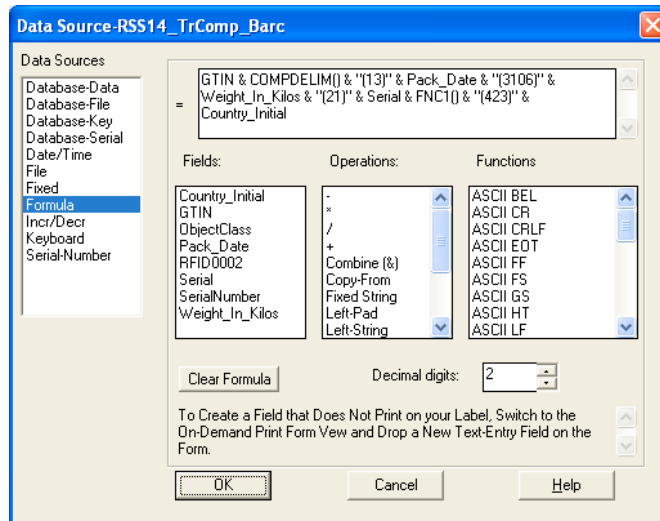 Data Source-RSS14_TrComp_Barc
Data Sources
Database-Data
Database-File
Database-Key
Database-Serial
Date/Time
File
Fixed
Formula
Incr/Decr
Keyboard
Serial-Number
=
GTIN & COMPDELIM() & "(13)" & Pack_Date & "(3106)" &
Weight_In_Kilos & "(21)" & Serial & FNC1() & "(423)" &
Country_Initial
Fields:
Country_Initial
GTIN
ObjectClass
Pack_Date
RFID0002
Serial
SerialNumber
Weight_In_Kilos
Operations:
-
*
/
+
Combine (&)
Copy-From
Fixed String
Left-Pad
Left-String
Functions
ASCII BEL
ASCII CR
ASCII CRLF
ASCII EOT
ASCII FF
ASCII FS
ASCII GS
ASCII HT
ASCII LF
Clear Formula
Decimal digits:
2
To Create a Field that Does Not Print on your Label, Switch to the
On-Demand Print Form Vew and Drop a New Text-Entry Field on the
Form.
OK
Cancel
Help